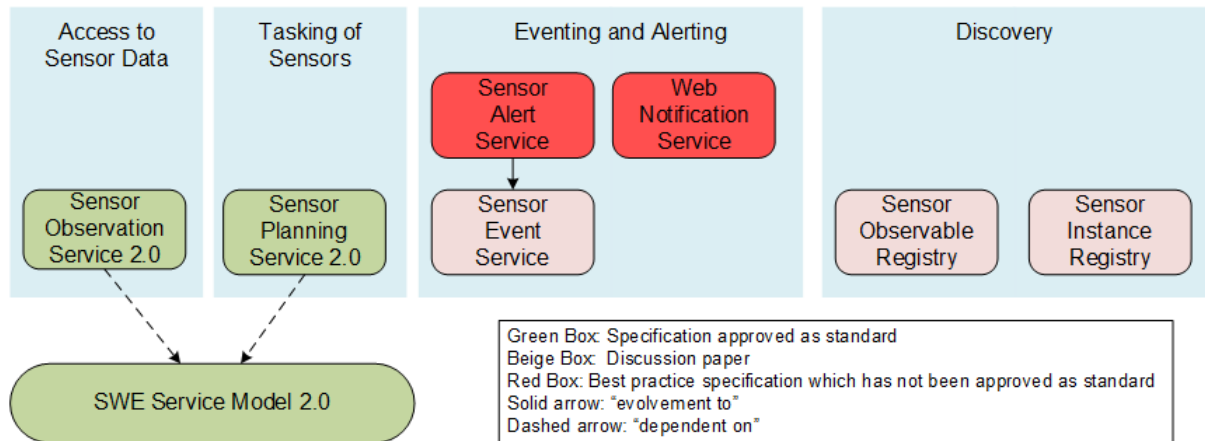 Access to
Sensor Data
Tasking of
Sensors
Eventing and Alerting
Discovery
Sensor
Alert
Service
Web
Notification
Service
Sensor
Observation
Service 2.0
Sensor
Planning
Service 2.0
Sensor
Event
Service
Sensor
Observable
Registry
Sensor
Instance
Registry
SWE Service Model 2.0
Green Box: Specification approved as standard
Beige Box: Discussion paper
Red Box: Best practice specification which has not been approved as standard
Solid arrow: “evolvement to”
Dashed arrow: “dependent on”